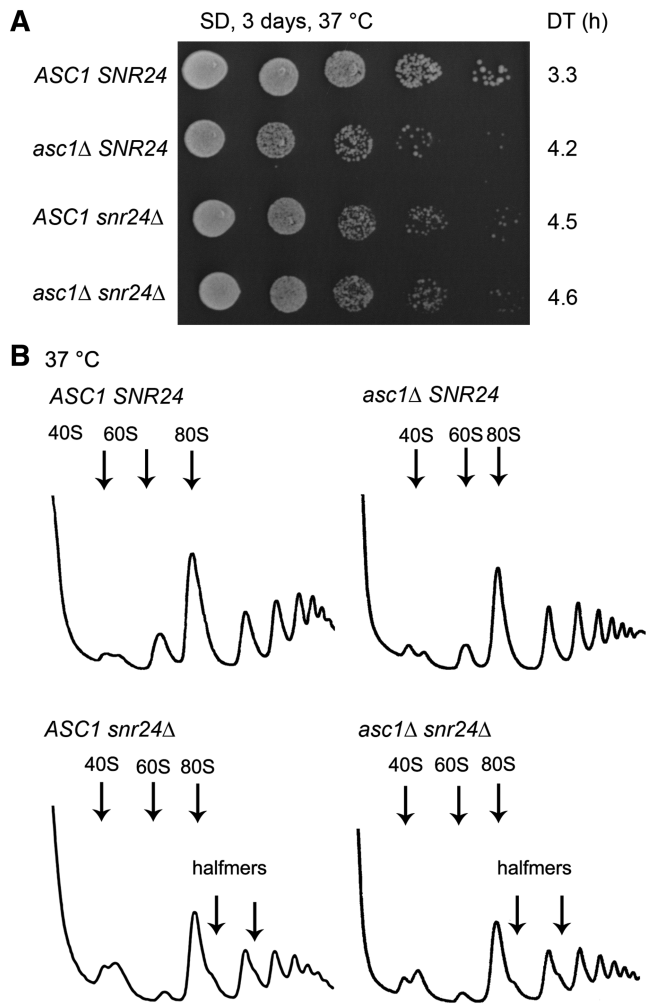 A SD, 3 days, 37 °C DT (h)
ASC1 SNR24 3.3
asc1Δ SNR24 4.2
ASC1 snr24Δ 4.5
asc1Δ snr24Δ 4.6
B 37 °C
ASC1 SNR24 asc1Δ SNR24
40S 60S 80S 40S 60S 80S
ASC1 snr24Δ asc1Δ snr24Δ
40S 60S 80S 40S 60S 80S
halfmers halfmers